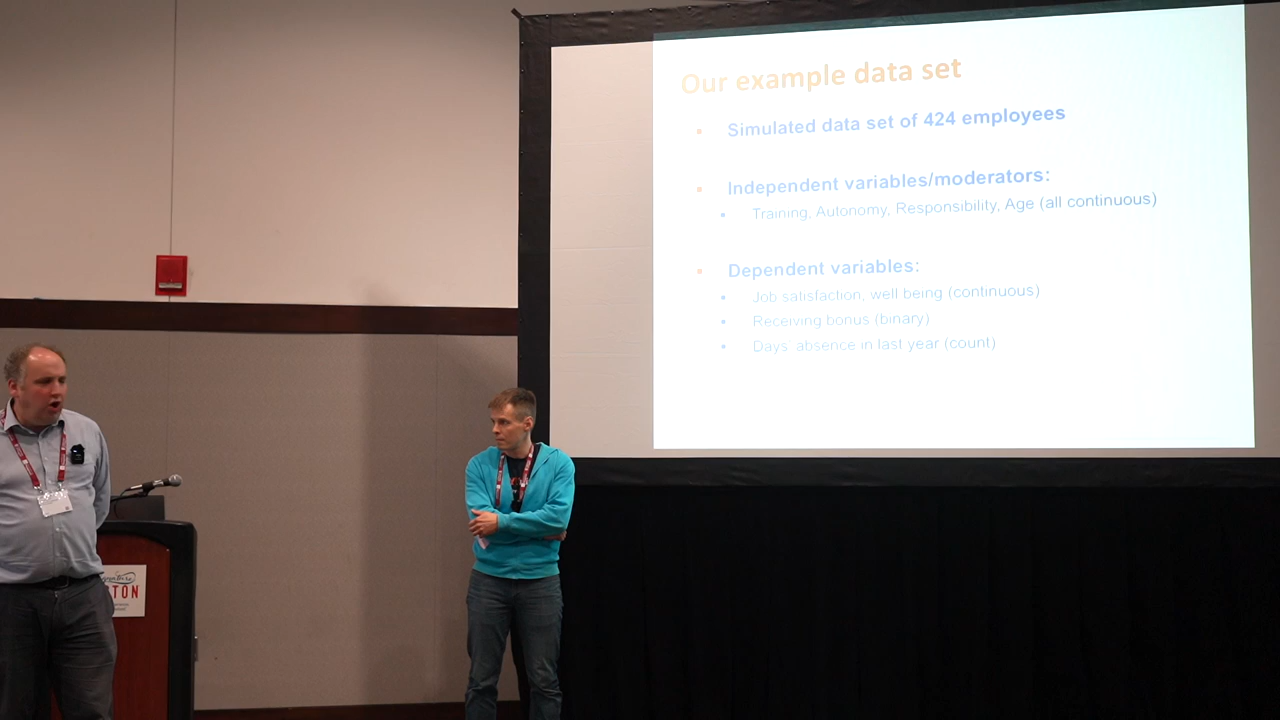 Our example data set
Simulated data set of 424 employees
Independent variables/moderators:
Training, Autonomy, Responsibility, Age (all continuous)
Dependent variables:
Job satisfaction, well being (continuous)
Receiving bonus (binary)
Days' absence in last year (count)